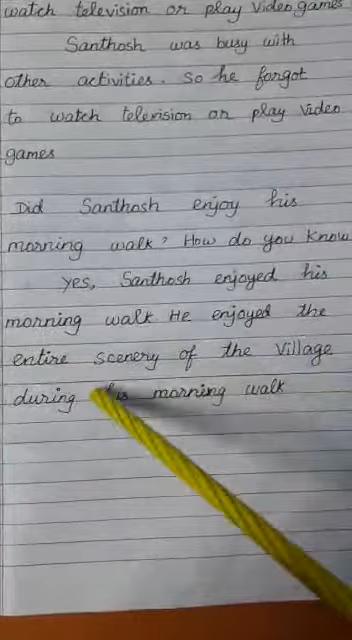 watch television or play video games
Santhosh was busy with
other activities. So he forgot
to watch television or play video
games
Did Santhosh enjoy his
morning walk? How do you know
yes, Santhosh enjoyed his
morning walk He enjoyed the
entire scenery of the village
during his morning walk